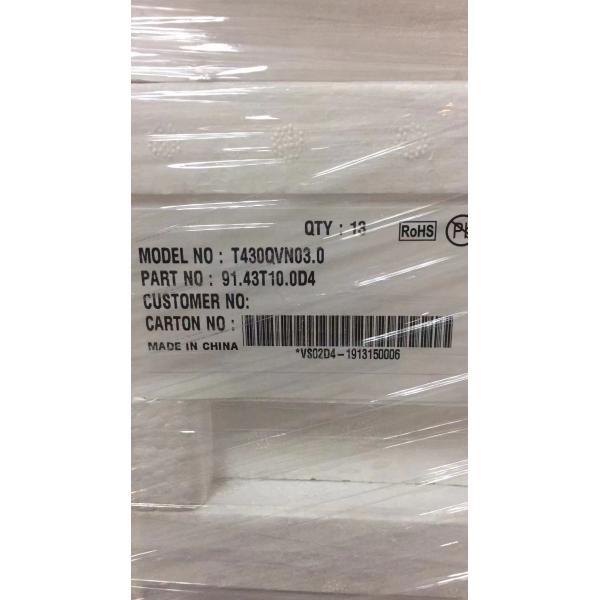 QTY : 13 RoHS Pb
MODEL NO : T430QVN03.0
PART NO : 91.43T10.0D4
CUSTOMER NO:
CARTON NO :
MADE IN CHINA
*VS02D4-1913150006